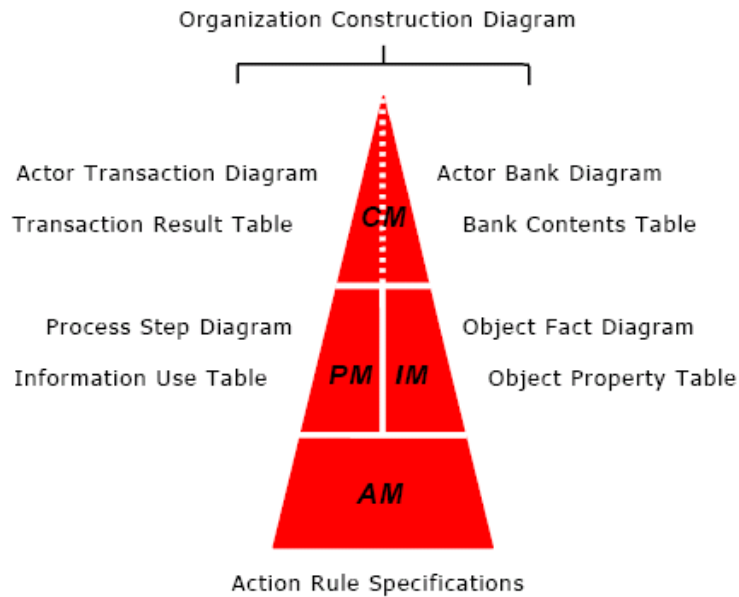 Organization Construction Diagram
Actor Transaction Diagram
Actor Bank Diagram
Transaction Result Table
CM
Bank Contents Table
Process Step Diagram
Object Fact Diagram
Information Use Table
PM
IM
Object Property Table
AM
Action Rule Specifications